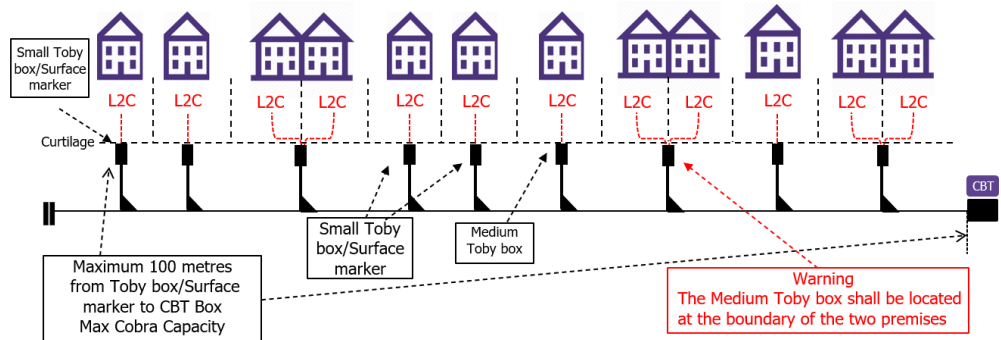 Small Toby
box/Surface
marker
L2C
L2C
L2C
L2C
L2C
L2C
L2C
L2C
L2C
L2C
L2C
L2C
Curtilage
CBT
Small Toby
box/Surface
marker
Medium
Toby box
Maximum 100 metres
from Toby box/Surface
marker to CBT Box
Max Cobra Capacity
Warning
The Medium Toby box shall be located
at the boundary of the two premises